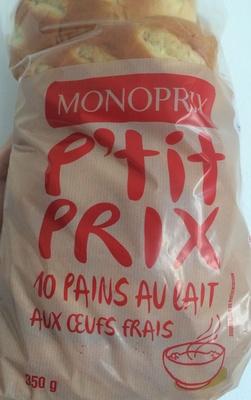 MONOPRIX
P'tit
PRIX
10 PAINS AU LAIT
AUX ŒUFS FRAIS
350 g